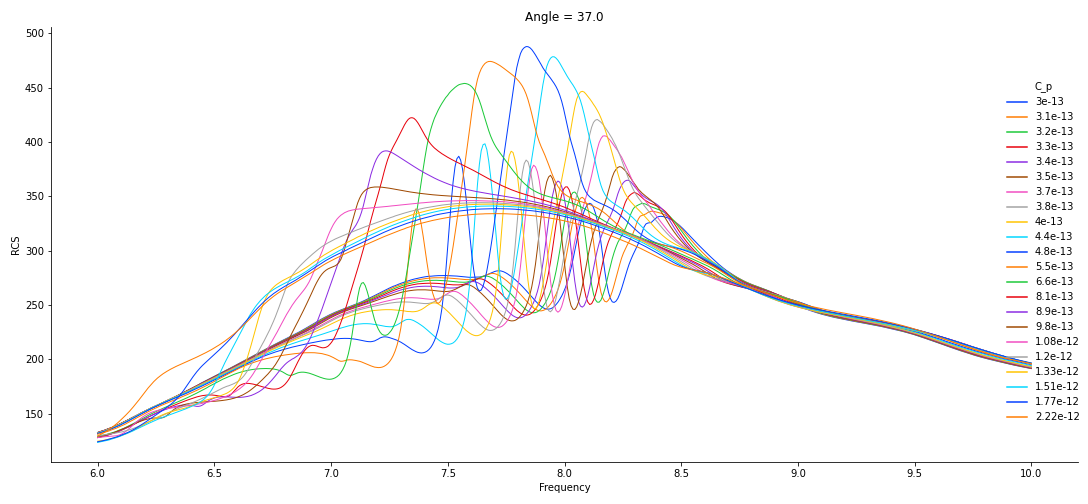 Angle = 37.0
500
450
400
350
300
250
200
150
RCS
6.0
6.5
7.0
7.5
8.0
8.5
9.0
9.5
10.0
Frequency
C_p
3e-13
3.1e-13
3.2e-13
3.3e-13
3.4e-13
3.5e-13
3.7e-13
3.8e-13
4e-13
4.4e-13
4.8e-13
5.5e-13
6.6e-13
8.1e-13
8.9e-13
9.8e-13
1.08e-12
1.2e-12
1.33e-12
1.51e-12
1.77e-12
2.22e-12